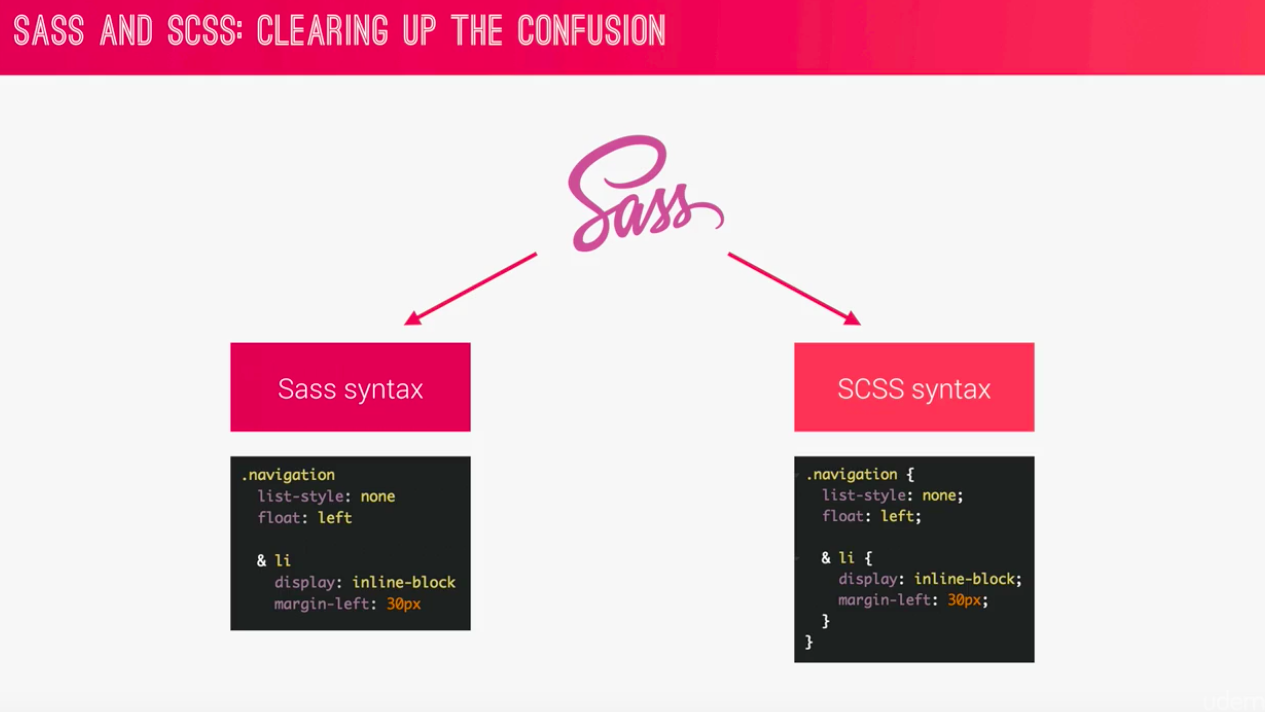 SASS AND SCSS: CLEARING UP THE CONFUSION
Sass
Sass syntax
.navigation
  list-style: none
  float: left

  & li
    display: inline-block
    margin-left: 30px
SCSS syntax
.navigation {
  list-style: none;
  float: left;

  & li {
    display: inline-block;
    margin-left: 30px;
  }
}